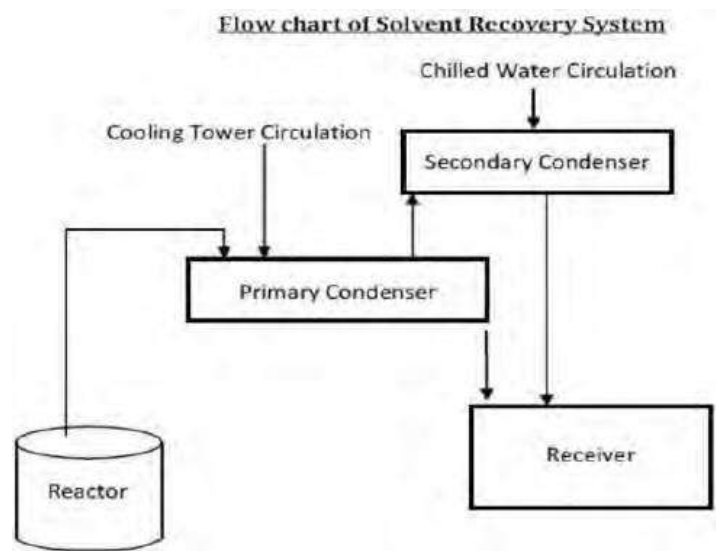 Flow chart of Solvent Recovery System
Chilled Water Circulation
Cooling Tower Circulation
Secondary Condenser
Primary Condenser
Receiver
Reactor